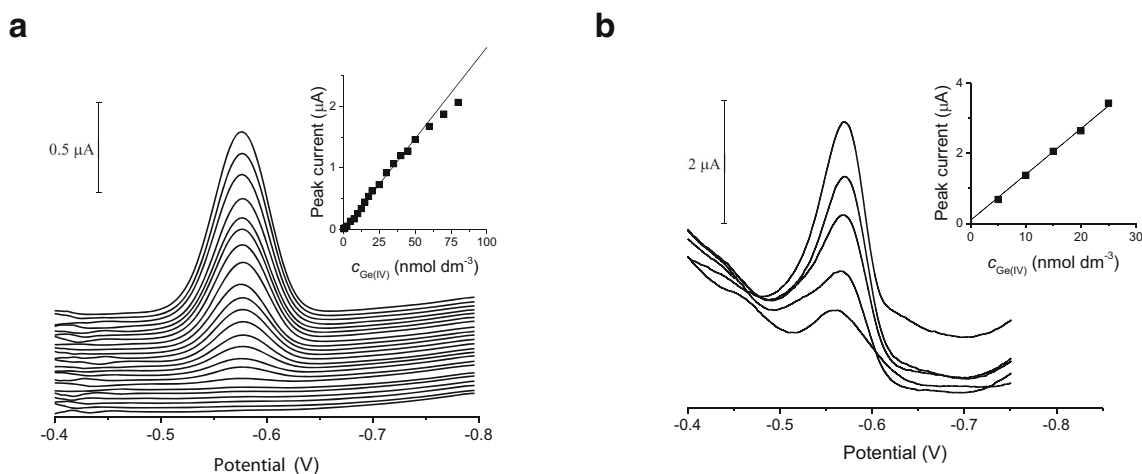 a
0.5 μA
Peak current (μA)
2
1
0
0 25 50 75 100
cGe(IV) (nmol dm-3)
-0.4 -0.5 -0.6 -0.7 -0.8
Potential (V)
b
2 μA
Peak current (μA)
4
2
0
0 10 20 30
cGe(IV) (nmol dm-3)
-0.4 -0.5 -0.6 -0.7 -0.8
Potential (V)